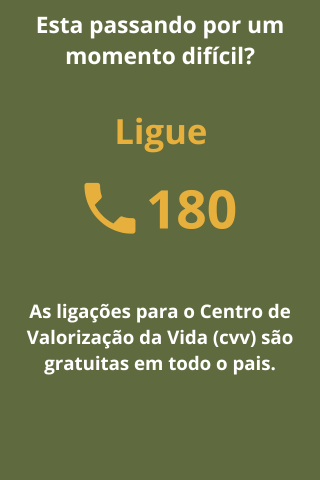 Esta passando por um
momento difícil?
Ligue
180
As ligações para o Centro de
Valorização da Vida (cvv) são
gratuitas em todo o pais.